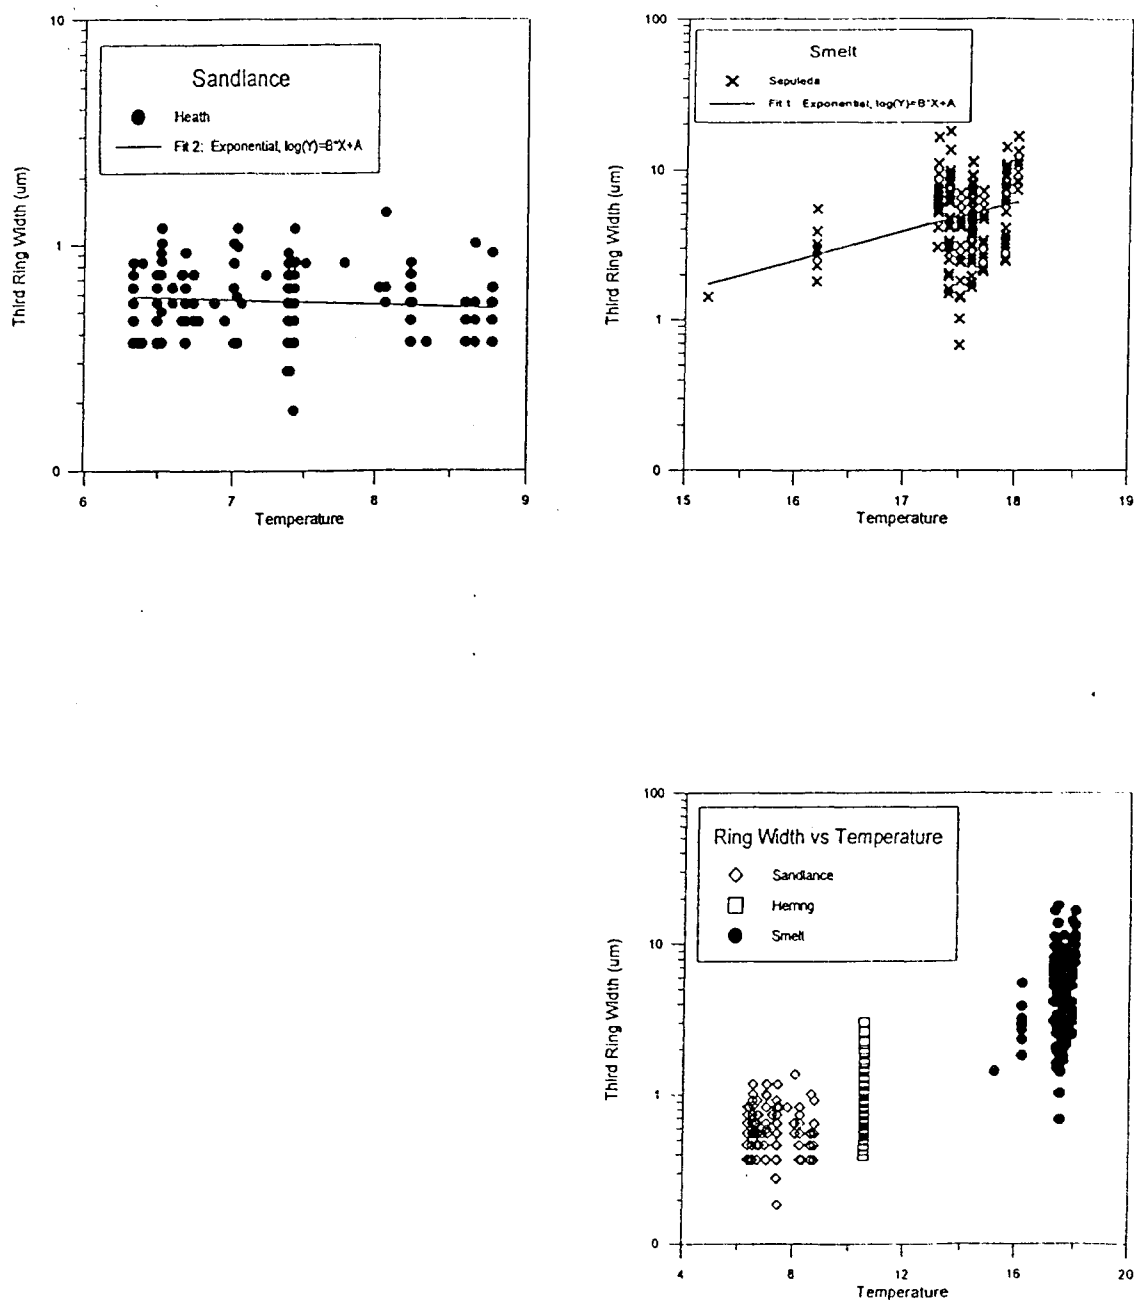 10
1
0
Third Ring Width (um)
Sandlance
Heath
Fit 2: Exponential, log(Y)=B*X+A
6
7
8
9
Temperature
100
10
1
0
Third Ring Width (um)
Smelt
Sepuleda
Fit 1 Exponential, log(Y)=B*X+A
15
16
17
18
19
Temperature
100
10
1
0
Third Ring Width (um)
Ring Width vs Temperature
Sandlance
Herring
Smelt
4
8
12
16
20
Temperature